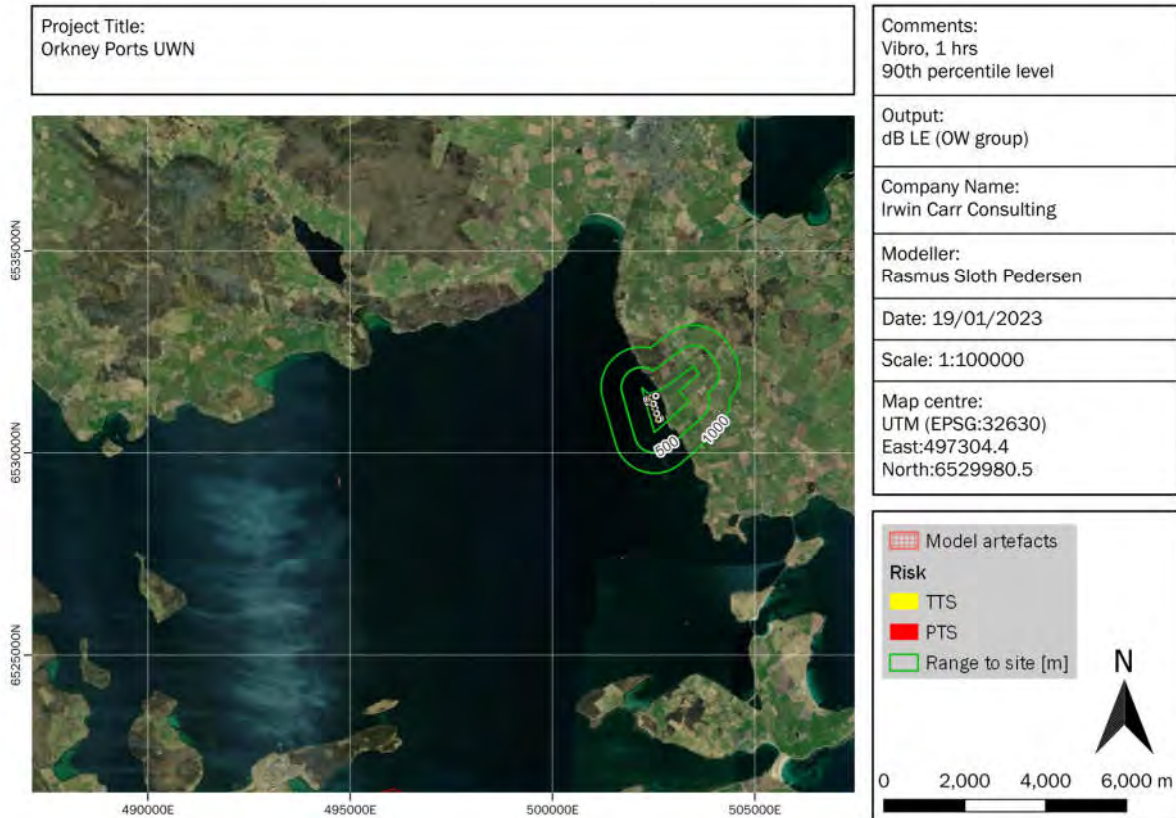 Project Title:
Orkney Ports UWN
Comments:
Vibro, 1 hrs
90th percentile level
Output:
dB LE (OW group)
Company Name:
Irwin Carr Consulting
Modeller:
Rasmus Sloth Pedersen
Date: 19/01/2023
Scale: 1:100000
Map centre:
UTM (EPSG:32630)
East:497304.4
North:6529980.5
6535000N
6530000N
6525000N
500
1000
490000E
495000E
500000E
505000E
Model artefacts
Risk
TTS
PTS
Range to site [m]
N
0 2,000 4,000 6,000 m